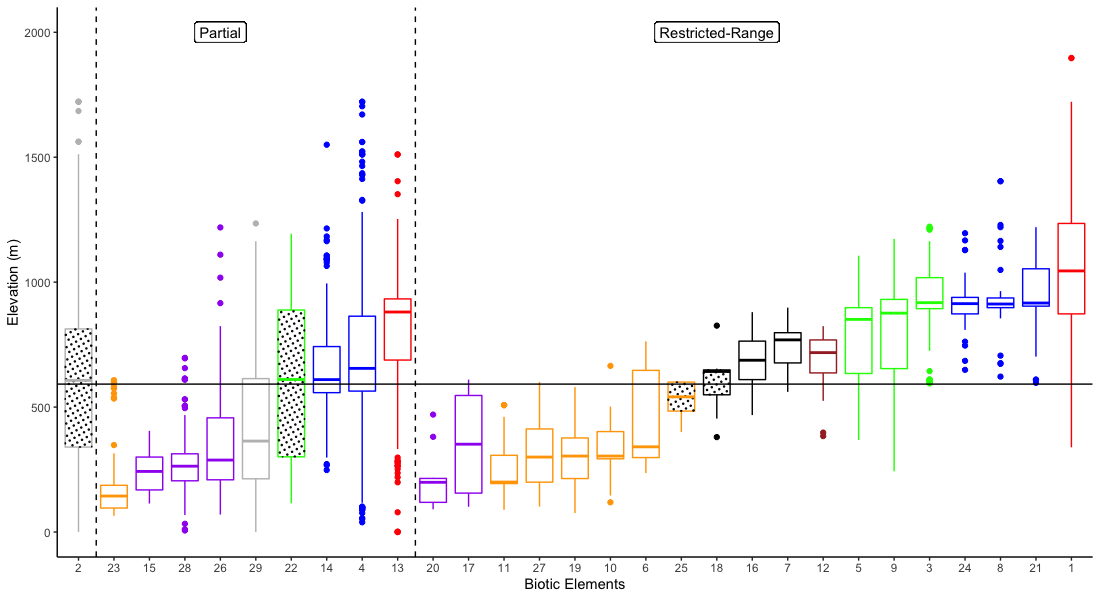 Partial
Restricted-Range
2000
1500
1000
500
0
Elevation (m)
2 23 15 28 26 29 22 14 4 13 20 17 11 27 19 10 6 25 18 16 7 12 5 9 3 24 8 21 1
Biotic Elements